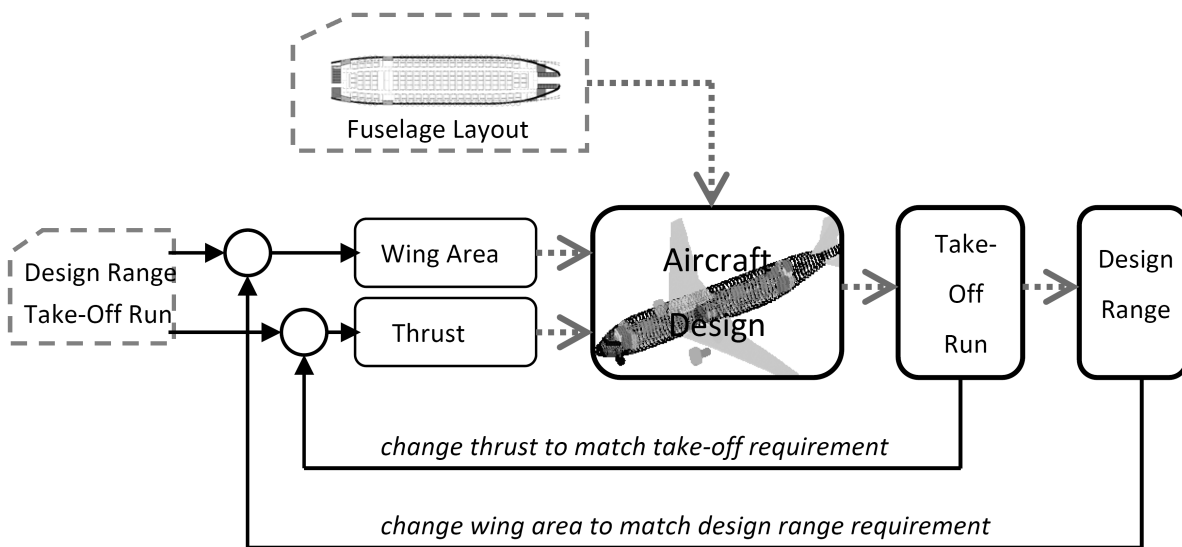 Fuselage Layout
Design Range
Take-Off Run
Wing Area
Thrust
Aircraft
Design
Take-
Off
Run
Design
Range
change thrust to match take-off requirement
change wing area to match design range requirement